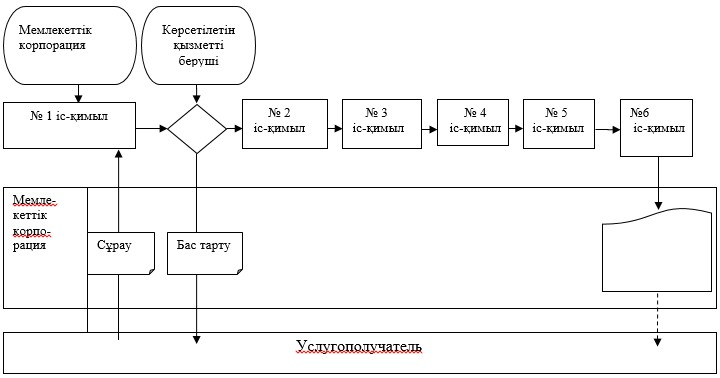 Мемлекеттік
корпорация
Көрсетілетін
қызметті
беруші
№ 1 іс-қимыл
№ 2
іс-қимыл
№ 3
іс-қимыл
№ 4
іс-қимыл
№ 5
іс-қимыл
№6
іс-қимыл
Мемле-
кеттік
корпо-
рация
Сұрау
Бас тарту
Услугополучатель